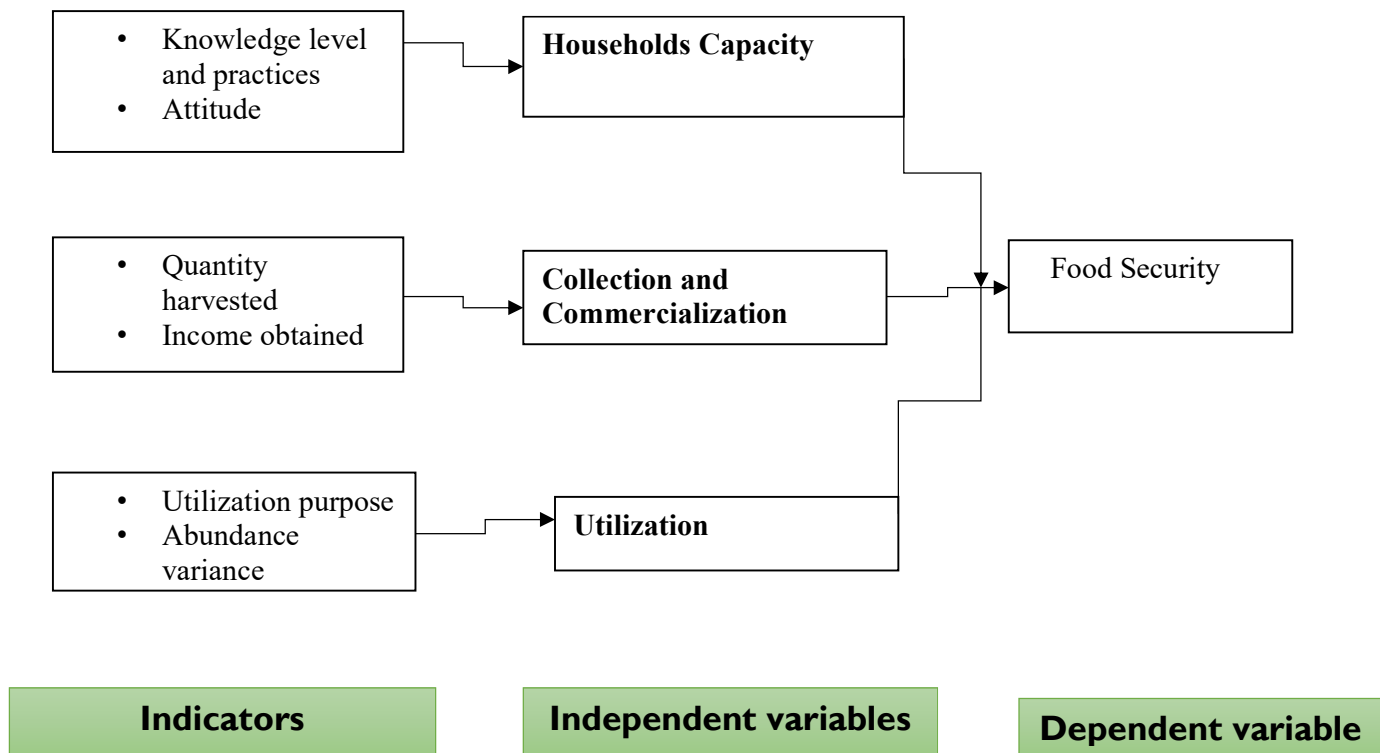 • Knowledge level
and practices
• Attitude
Households Capacity
• Quantity
harvested
• Income obtained
Collection and
Commercialization
Food Security
• Utilization purpose
• Abundance
variance
Utilization
Indicators
Independent variables
Dependent variable